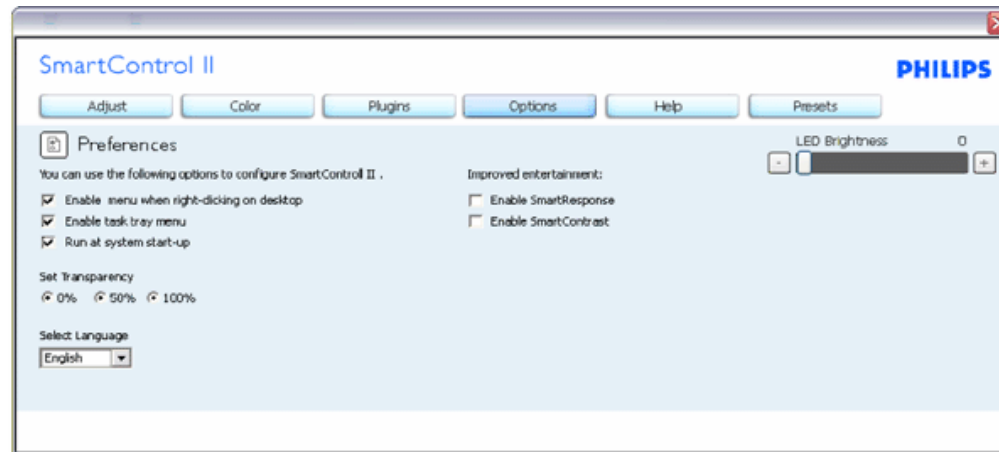 SmartControl II
PHILIPS
Adjust
Color
Plugins
Options
Help
Presets
Preferences
LED Brightness 0
- +
You can use the following options to configure SmartControl II .
Enable menu when right-clicking on desktop
Enable task tray menu
Run at system start-up
Improved entertainment:
Enable SmartResponse
Enable SmartContrast
Set Transparency
0% 50% 100%
Select Language
English